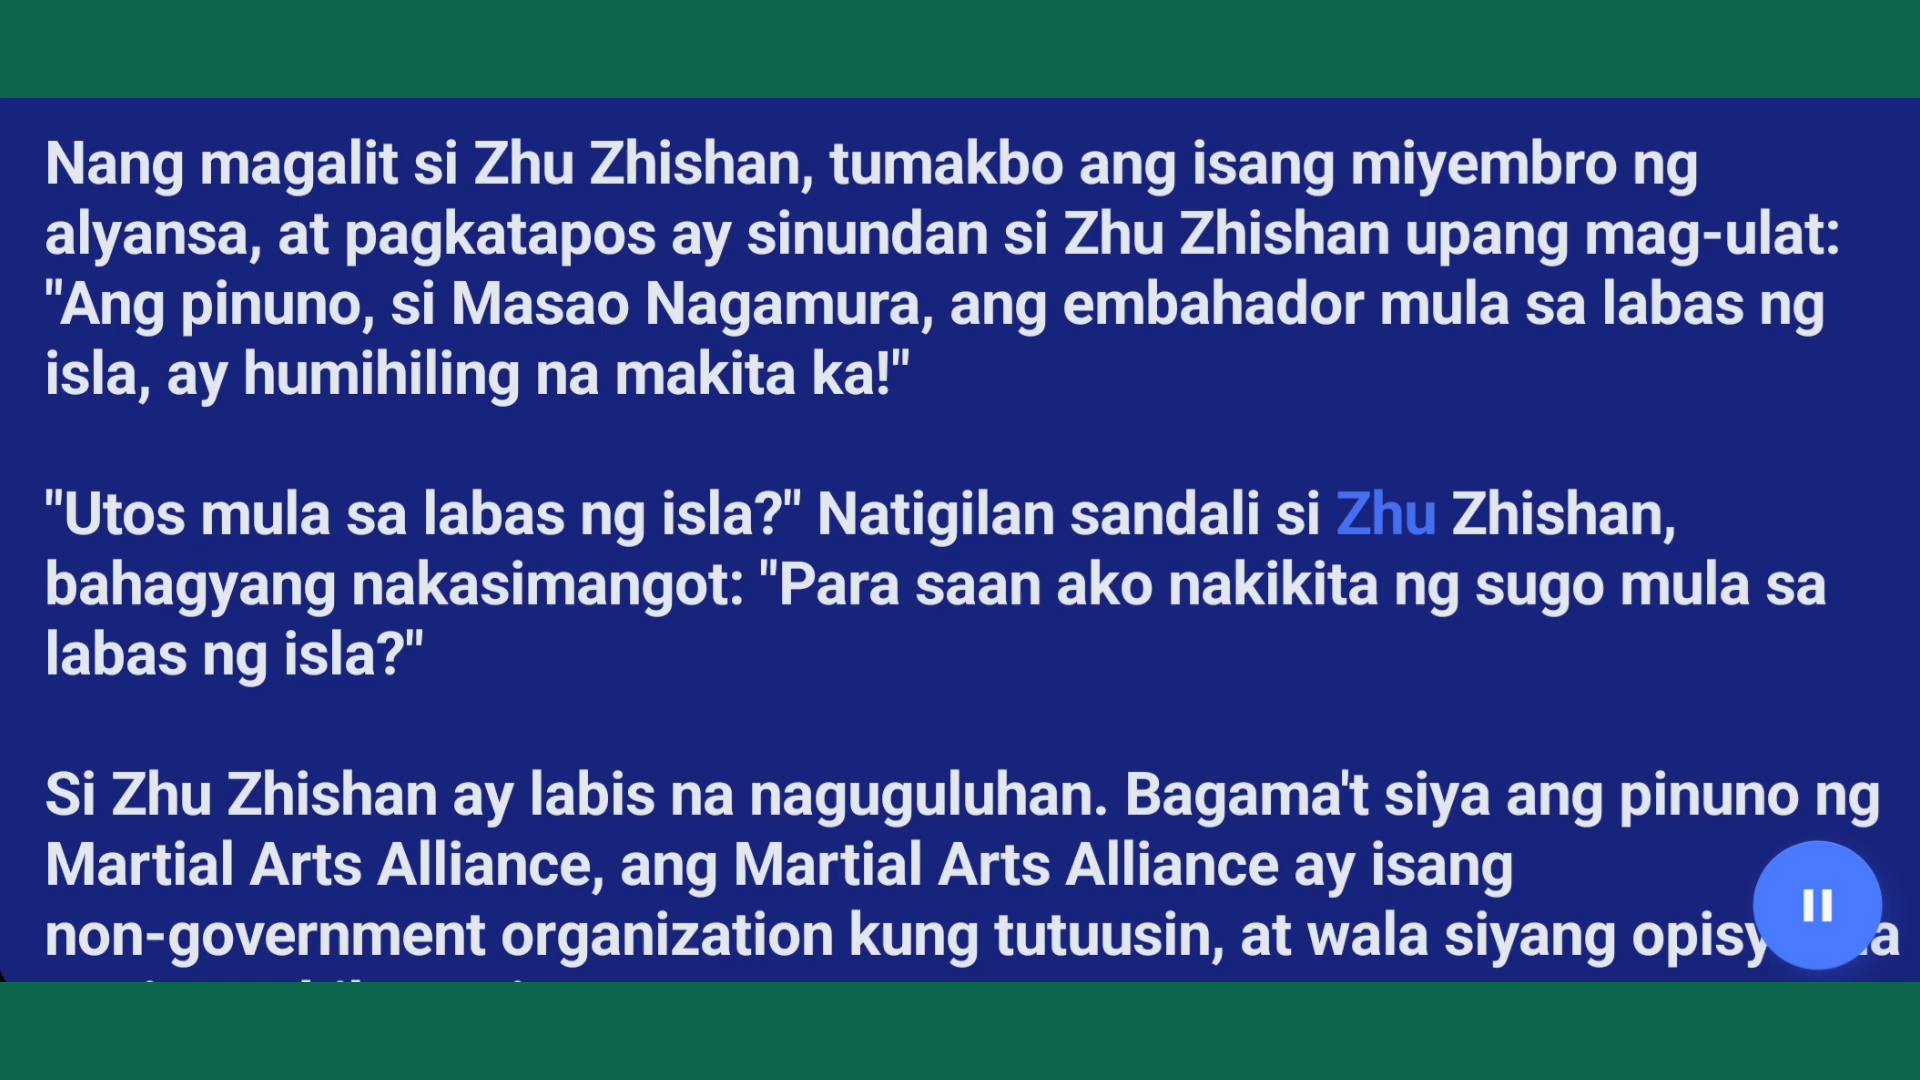 Nang magalit si Zhu Zhishan, tumakbo ang isang miyembro ng
alyansa, at pagkatapos ay sinundan si Zhu Zhishan upang mag-ulat:
"Ang pinuno, si Masao Nagamura, ang embahador mula sa labas ng
isla, ay humihiling na makita ka!"
"Utos mula sa labas ng isla?" Natigilan sandali si Zhu Zhishan,
bahagyang nakasimangot: "Para saan ako nakikita ng sugo mula sa
labas ng isla?"
Si Zhu Zhishan ay labis na naguguluhan. Bagama't siya ang pinuno ng
Martial Arts Alliance, ang Martial Arts Alliance ay isang
non-government organization kung tutuusin, at wala siyang